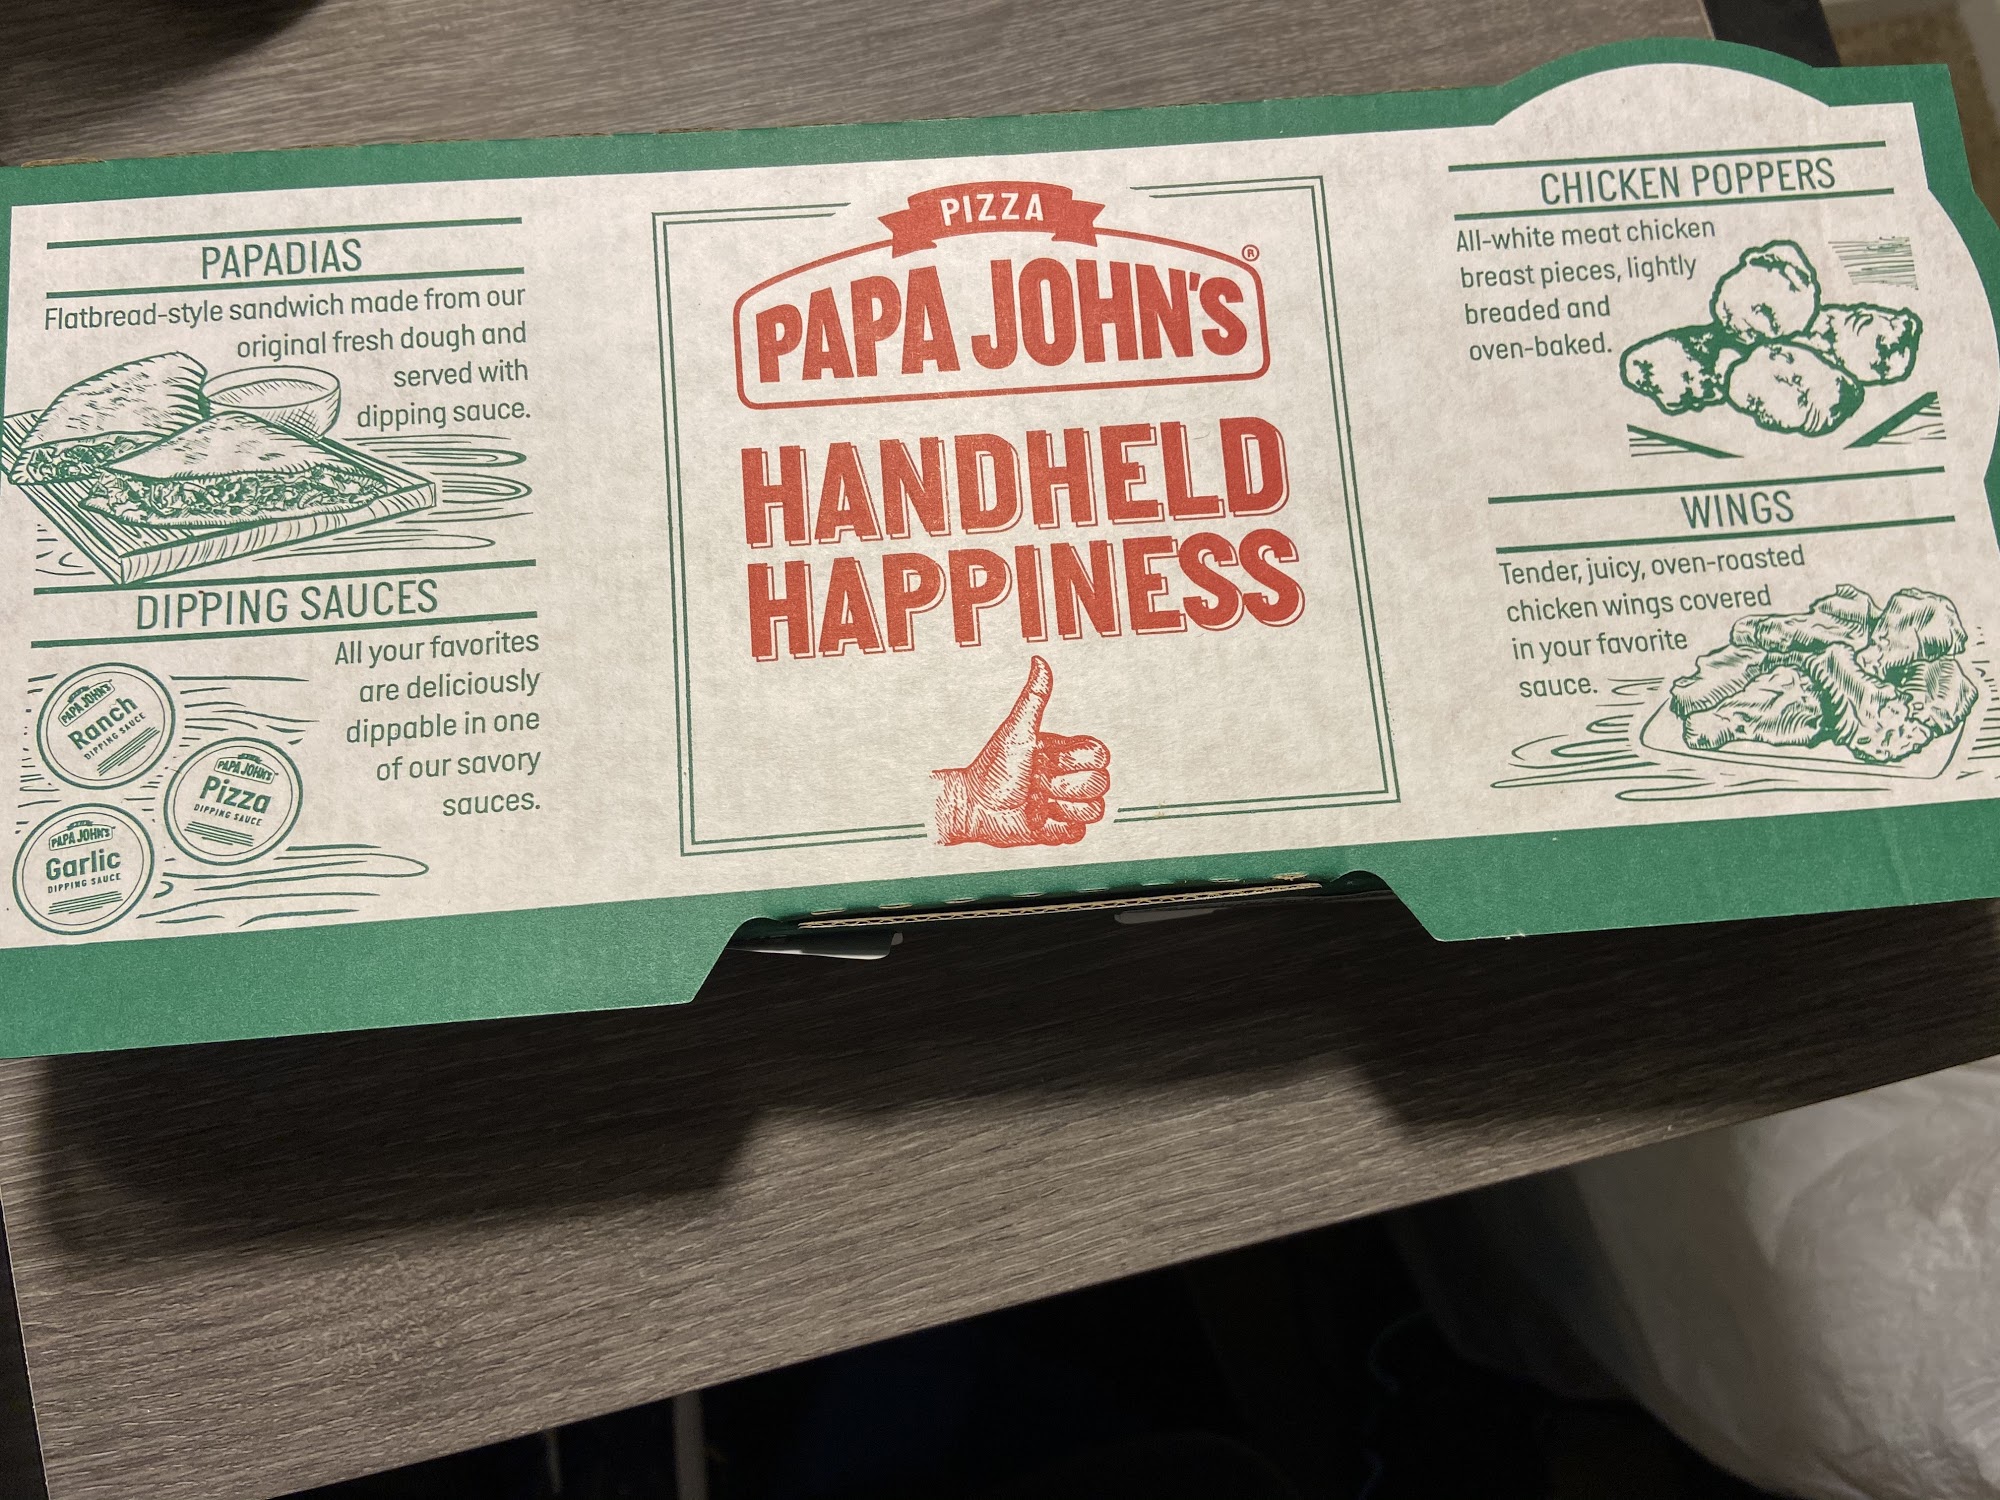 PAPADIAS
Flatbread-style sandwich made from our
original fresh dough and
served with
dipping sauce.
DIPPING SAUCES
All your favorites
are deliciously
dippable in one
of our savory
sauces.
PAPA JOHN'S
Ranch
DIPPING SAUCE
PAPA JOHN'S
Pizza
DIPPING SAUCE
PAPA JOHN'S
Garlic
DIPPING SAUCE
PIZZA
PAPA JOHN'S®
HANDHELD
HAPPINESS
CHICKEN POPPERS
All-white meat chicken
breast pieces, lightly
breaded and
oven-baked.
WINGS
Tender, juicy, oven-roasted
chicken wings covered
in your favorite
sauce.